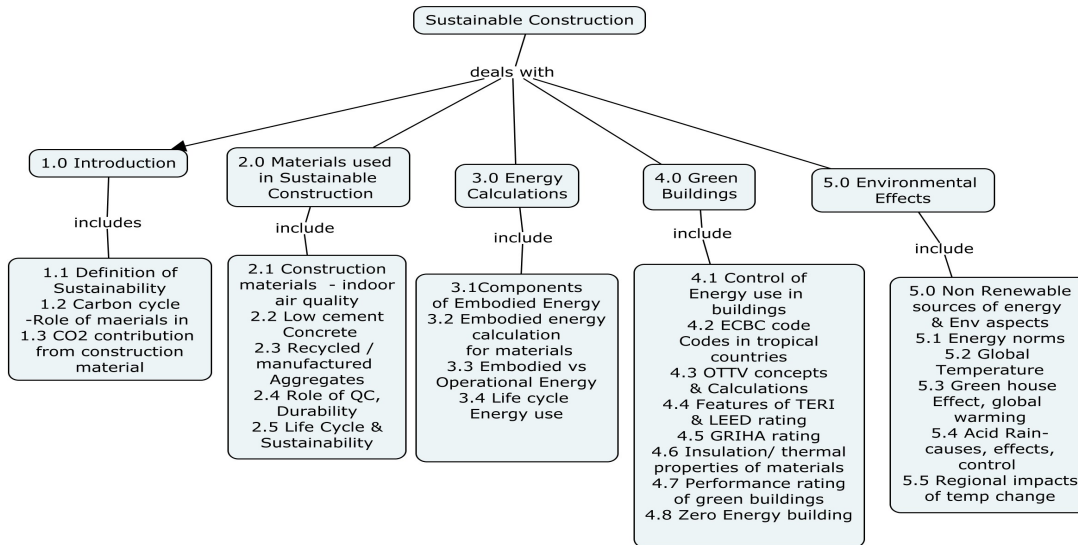 Sustainable Construction
deals with
1.0 Introduction
2.0 Materials used
in Sustainable
Construction
3.0 Energy
Calculations
4.0 Green
Buildings
5.0 Environmental
Effects
includes
include
include
include
include
1.1 Definition of
Sustainability
1.2 Carbon cycle
-Role of maerials in
1.3 CO2 contribution
from construction
material
2.1 Construction
materials - indoor
air quality
2.2 Low cement
Concrete
2.3 Recycled /
manufactured
Aggregates
2.4 Role of QC,
Durability
2.5 Life Cycle &
Sustainability
3.1Components
of Embodied Energy
3.2 Embodied energy
calculation
for materials
3.3 Embodied vs
Operational Energy
3.4 Life cycle
Energy use
4.1 Control of
Energy use in
buildings
4.2 ECBC code
Codes in tropical
countries
4.3 OTTV concepts
& Calculations
4.4 Features of TERI
& LEED rating
4.5 GRIHA rating
4.6 Insulation/ thermal
properties of materials
4.7 Performance rating
of green buildings
4.8 Zero Energy building
5.0 Non Renewable
sources of energy
& Env aspects
5.1 Energy norms
5.2 Global
Temperature
5.3 Green house
Effect, global
warming
5.4 Acid Rain-
causes, effects,
control
5.5 Regional impacts
of temp change